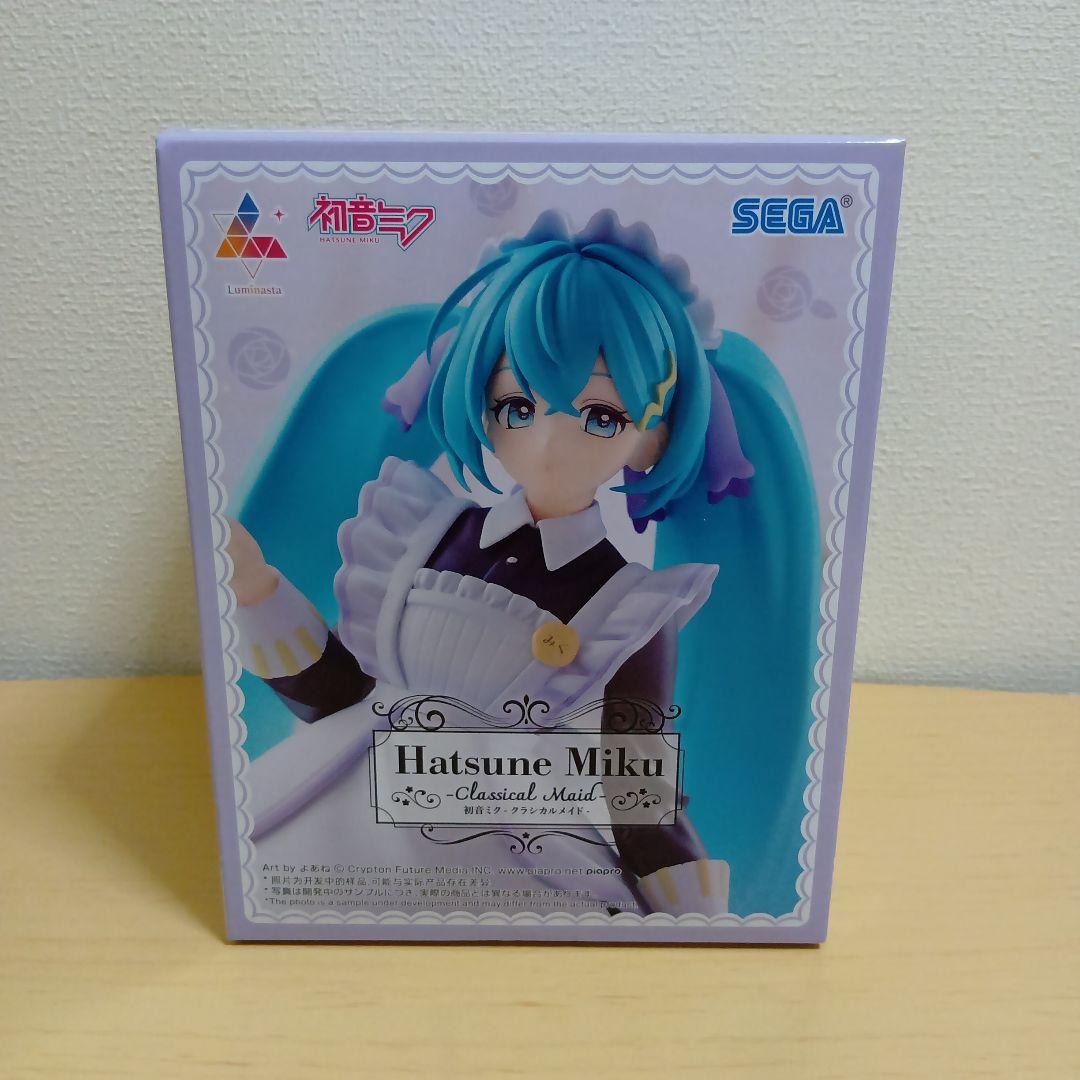 Luminasta
初音ミク
HATSUNE MIKU
SEGA®
みく
Hatsune Miku
-Classical Maid-
初音ミク-クラシカルメイド-
Art by よあね © Crypton Future Media, INC. www.piapro.net piapro
*照片为开发中的样品,可能与实际产品存在差异.
*写真は開発中のサンプルにつき、実際の商品とは異なる場合があります。
*The photo is a sample under development and may differ from the actual product.